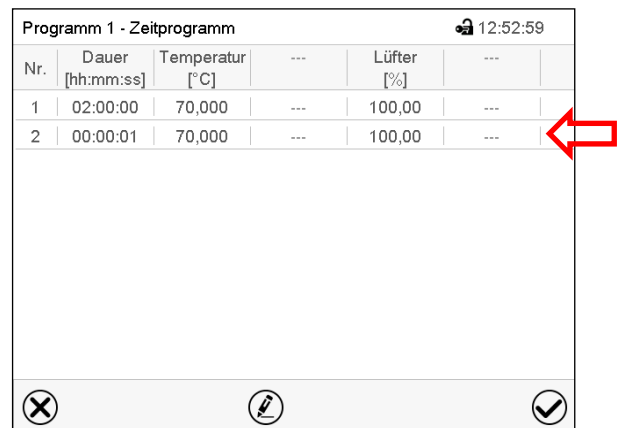 Programm 1 - Zeitprogramm 12:52:59
Nr. Dauer [hh:mm:ss] Temperatur [°C] --- Lüfter [%] ---
1 02:00:00 70,000 --- 100,00 ---
2 00:00:01 70,000 --- 100,00 ---